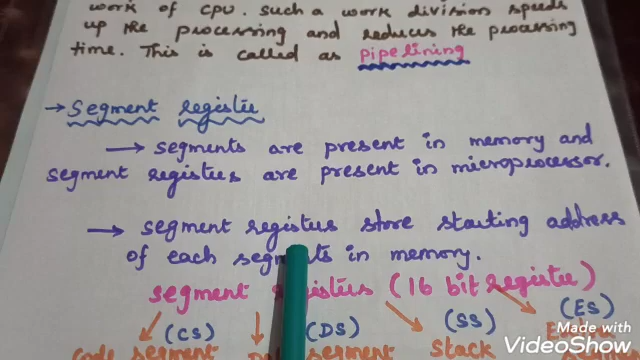 work of CPU. Such a work division speeds
up the processing and reduces the processing
time. This is called as pipelining
→ Segment register
→ segments are present in memory and
segment registers are present in microprocessor.
→ segment registers store starting address
of each segments in memory.
segment registers (16 bit register)
(CS) (DS) (SS) (ES)
Code segment segment Stack
Made with
VideoShow